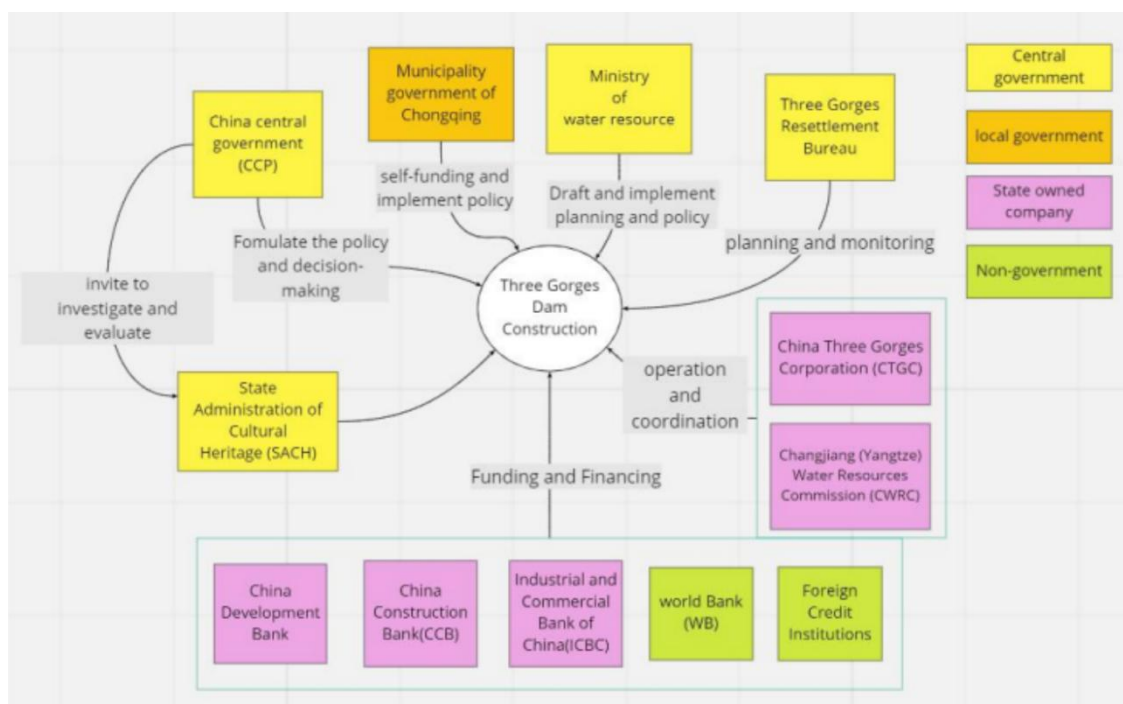 Municipality
government of
Chongqing
Ministry
of
water resource
Central
government
China central
government
(CCP)
Three Gorges
Resettlement
Bureau
local government
self-funding and
implement policy
Draft and implement
planning and policy
State owned
company
Fomulate the policy
and decision-
making
planning and monitoring
Non-government
invite to
investigate and
evaluate
Three Gorges
Dam
Construction
China Three Gorges
Corporation (CTGC)
operation
and
coordination
State
Administration of
Cultural
Heritage (SACH)
Changjiang (Yangtze)
Water Resources
Commission (CWRC)
Funding and Financing
China
Development
Bank
China
Construction
Bank(CCB)
Industrial and
Commercial
Bank of
China(ICBC)
world Bank
(WB)
Foreign
Credit
Institutions